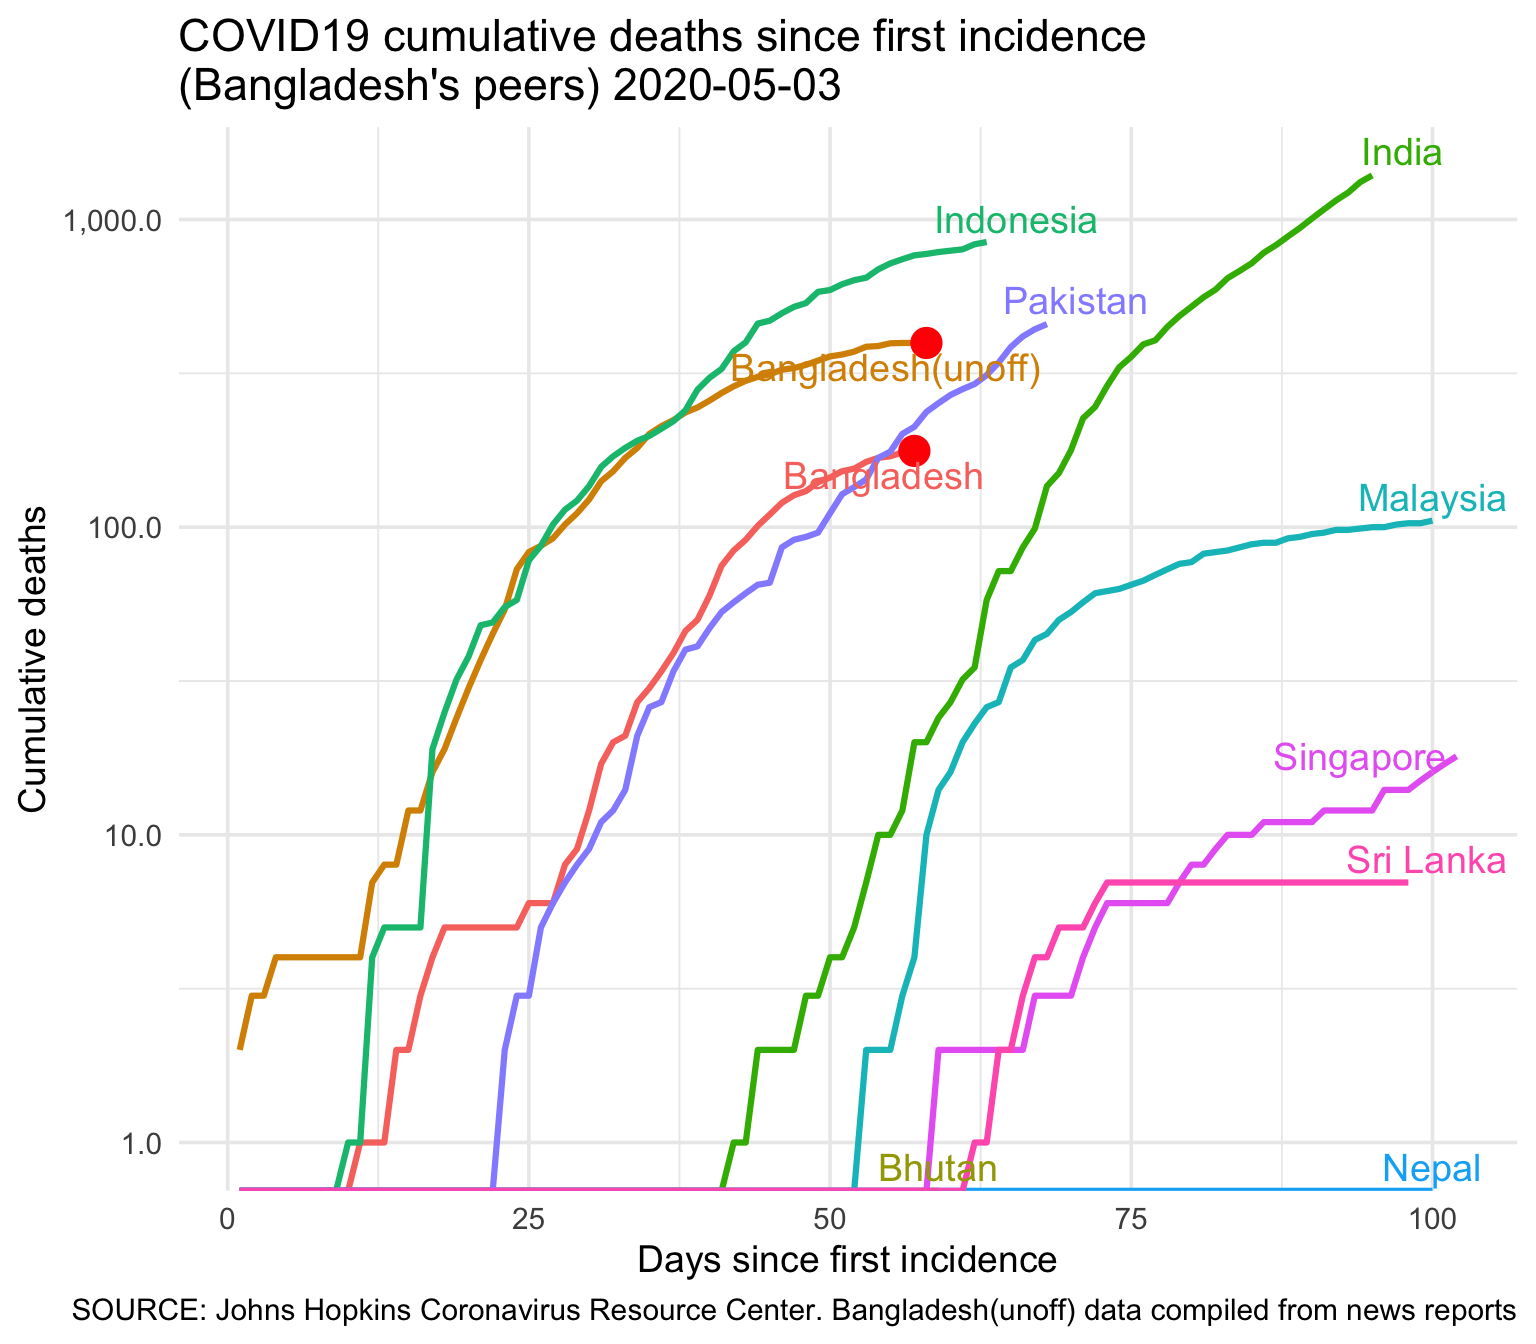 COVID19 cumulative deaths since first incidence
(Bangladesh's peers) 2020-05-03
India
1,000.0
Indonesia
Pakistan
Bangladesh(unoff)
Bangladesh
Malaysia
100.0
Cumulative deaths
Singapore
10.0
Sri Lanka
1.0
Bhutan
Nepal
0
25
50
75
100
Days since first incidence
SOURCE: Johns Hopkins Coronavirus Resource Center. Bangladesh(unoff) data compiled from news reports